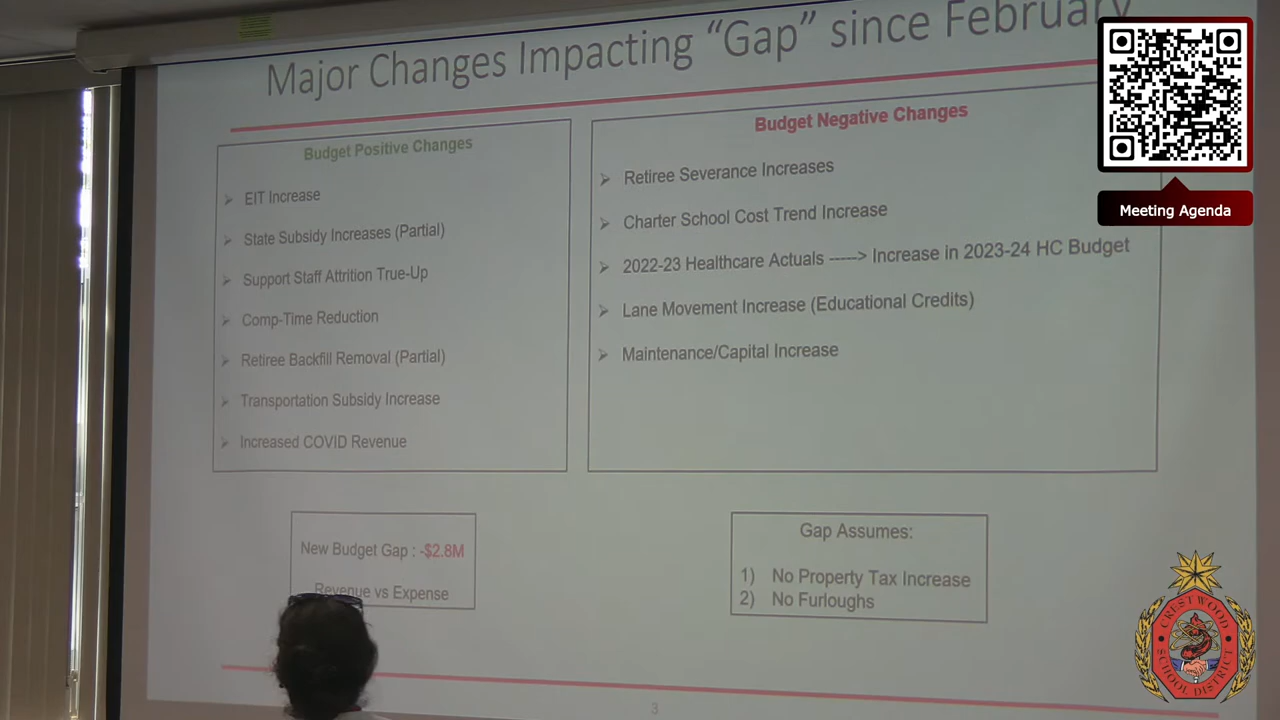 Major Changes Impacting “Gap” since February
Budget Positive Changes
EIT Increase
State Subsidy Increases (Partial)
Support Staff Attrition True-Up
Comp-Time Reduction
Retiree Backfill Removal (Partial)
Transportation Subsidy Increase
Increased COVID Revenue
Budget Negative Changes
Retiree Severance Increases
Charter School Cost Trend Increase
2022-23 Healthcare Actuals -----> Increase in 2023-24 HC Budget
Lane Movement Increase (Educational Credits)
Maintenance/Capital Increase
New Budget Gap : -$2.8M
Revenue vs Expense
Gap Assumes:
1) No Property Tax Increase
2) No Furloughs
3
Meeting Agenda
CRESTWOOD
SCHOOL DISTRICT